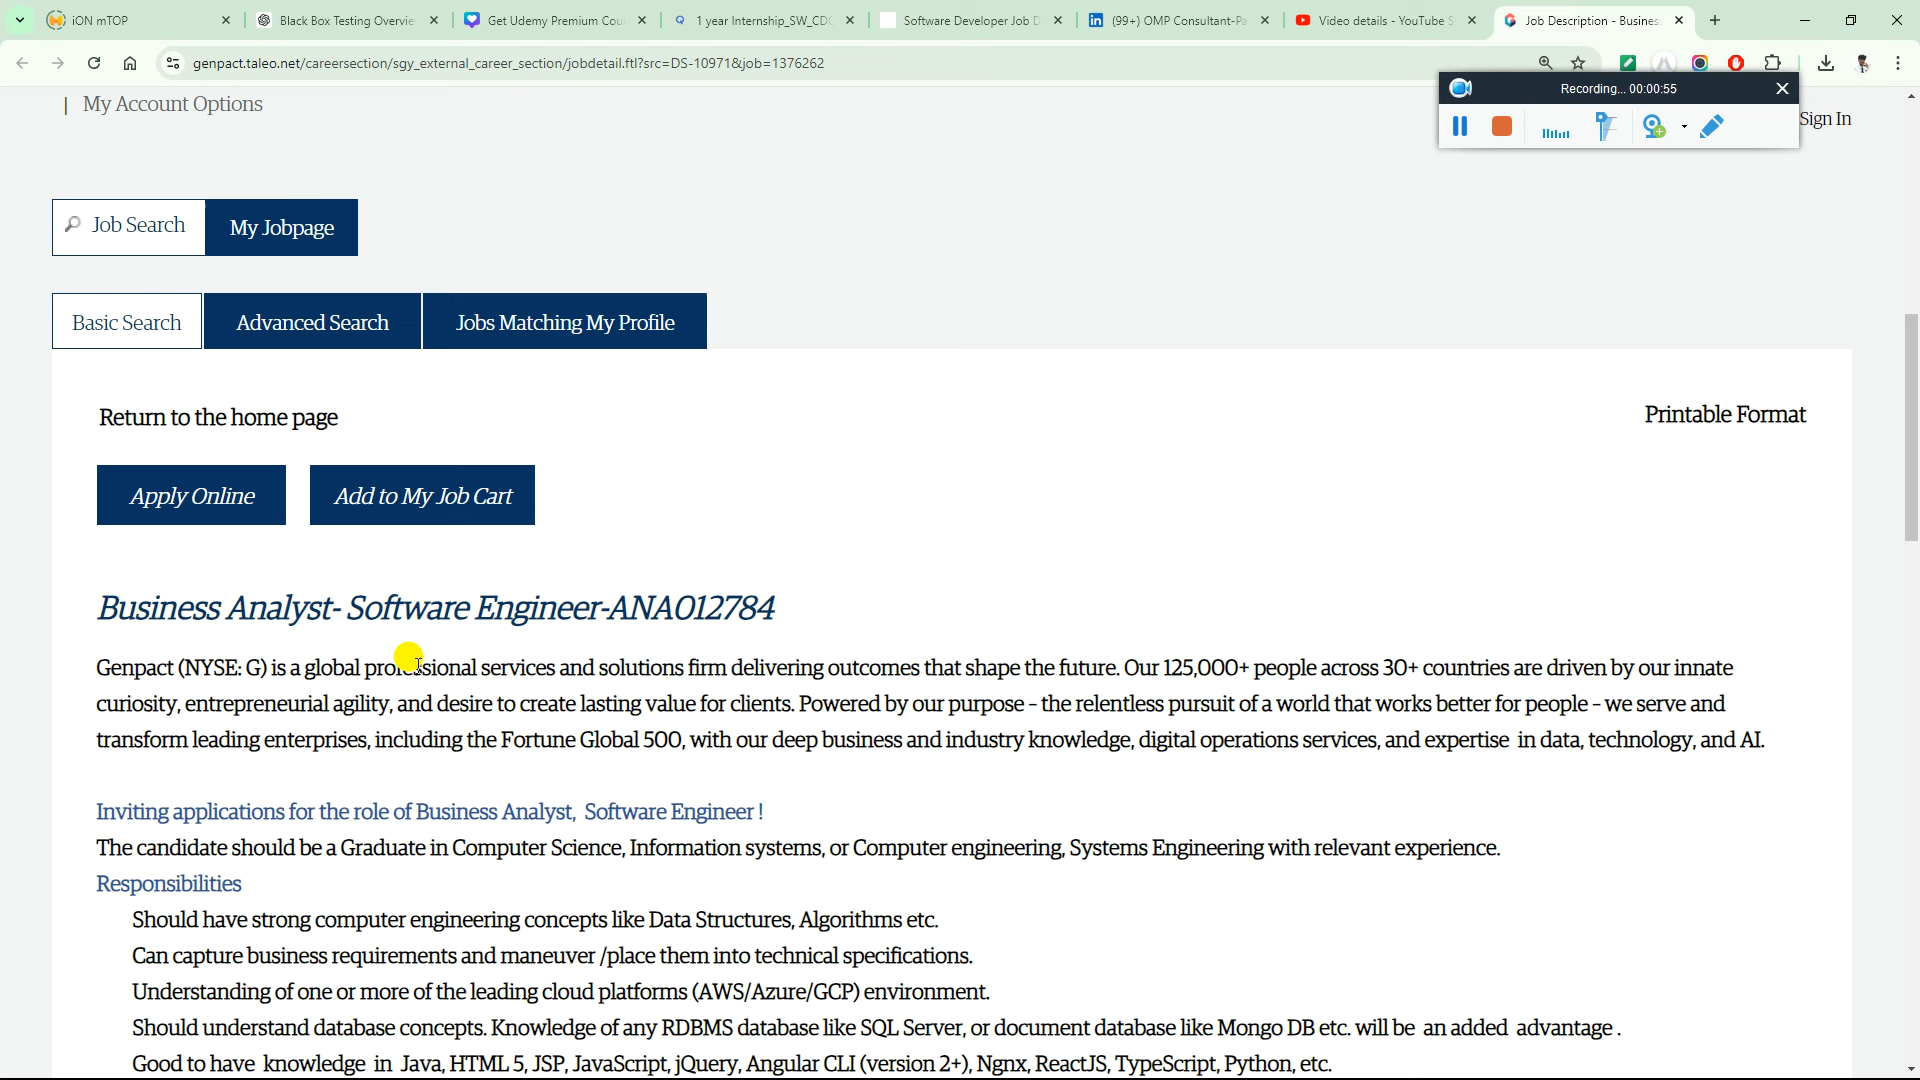 iON mTOP
Black Box Testing Overvie
Get Udemy Premium Cou
1 year Internship_SW_CDC
Software Developer Job D
(99+) OMP Consultant-Pa
Video details - YouTube S
Job Description - Busines
genpact.taleo.net/careersection/sgy_external_career_section/jobdetail.ftl?src=DS-10971&job=1376262
Recording... 00:00:55
| My Account Options
Sign In
Job Search
My Jobpage
Basic Search
Advanced Search
Jobs Matching My Profile
Return to the home page
Printable Format
Apply Online
Add to My Job Cart
Business Analyst- Software Engineer-ANA012784
Genpact (NYSE: G) is a global professional services and solutions firm delivering outcomes that shape the future. Our 125,000+ people across 30+ countries are driven by our innate
curiosity, entrepreneurial agility, and desire to create lasting value for clients. Powered by our purpose – the relentless pursuit of a world that works better for people – we serve and
transform leading enterprises, including the Fortune Global 500, with our deep business and industry knowledge, digital operations services, and expertise in data, technology, and AI.
Inviting applications for the role of Business Analyst, Software Engineer !
The candidate should be a Graduate in Computer Science, Information systems, or Computer engineering, Systems Engineering with relevant experience.
Responsibilities
Should have strong computer engineering concepts like Data Structures, Algorithms etc.
Can capture business requirements and maneuver /place them into technical specifications.
Understanding of one or more of the leading cloud platforms (AWS/Azure/GCP) environment.
Should understand database concepts. Knowledge of any RDBMS database like SQL Server, or document database like Mongo DB etc. will be an added advantage .
Good to have knowledge in Java, HTML 5, JSP, JavaScript, jQuery, Angular CLI (version 2+), Ngnx, ReactJS, TypeScript, Python, etc.